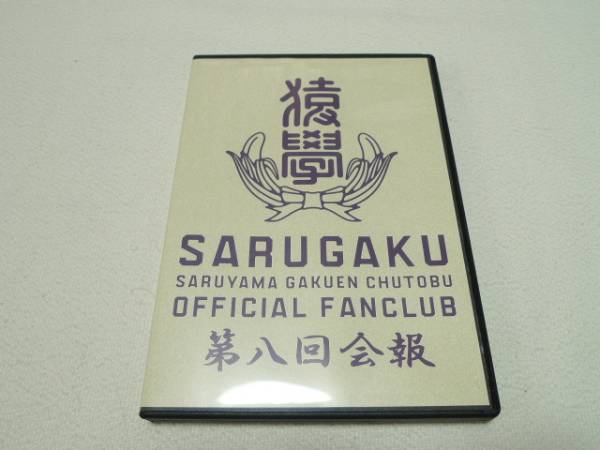 猿學
SARUGAKU
SARUYAMA GAKUEN CHUTOBU
OFFICIAL FANCLUB
第八回会報